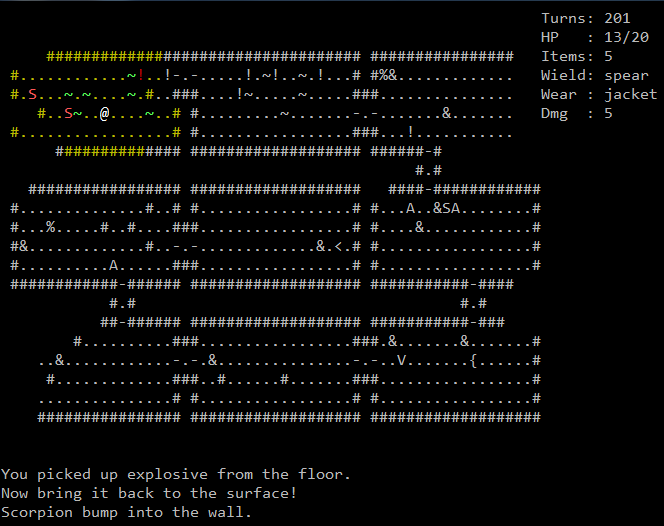 Turns: 201
HP   : 13/20
Items: 5
Wield: spear
Wear : jacket
Dmg  : 5
You picked up explosive from the floor.
Now bring it back to the surface!
Scorpion bump into the wall.